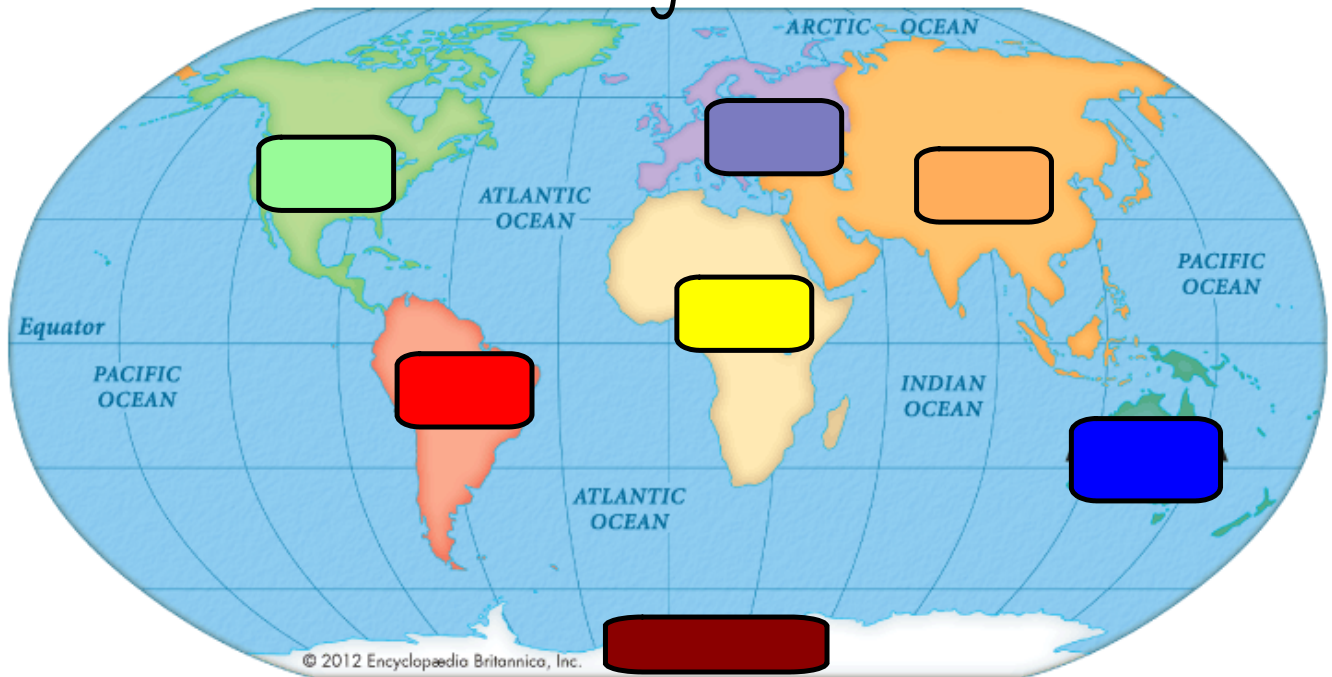 ARCTIC OCEAN
ATLANTIC
OCEAN
PACIFIC
OCEAN
Equator
PACIFIC
OCEAN
INDIAN
OCEAN
ATLANTIC
OCEAN
© 2012 Encyclopædia Britannica, Inc.